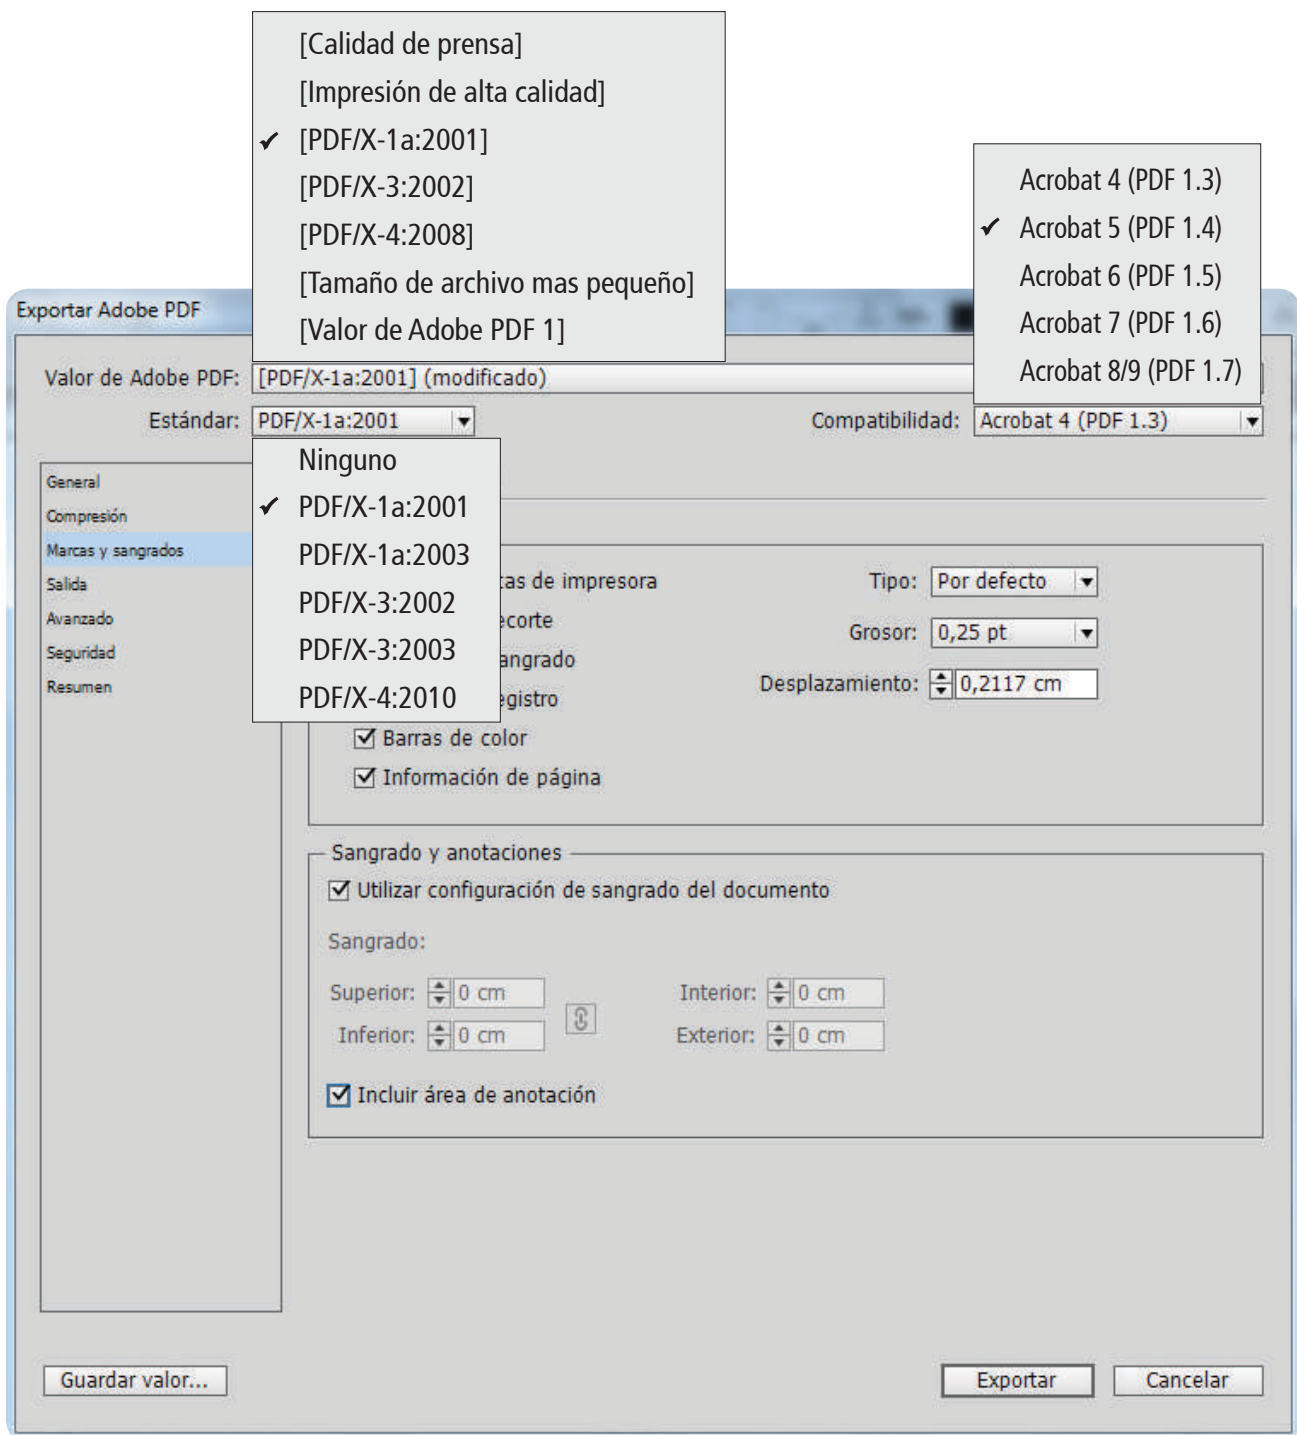 [Calidad de prensa]
[Impresión de alta calidad]
✔ [PDF/X-1a:2001]
[PDF/X-3:2002]
[PDF/X-4:2008]
[Tamaño de archivo mas pequeño]
[Valor de Adobe PDF 1]
Acrobat 4 (PDF 1.3)
✔ Acrobat 5 (PDF 1.4)
Acrobat 6 (PDF 1.5)
Acrobat 7 (PDF 1.6)
Acrobat 8/9 (PDF 1.7)
Exportar Adobe PDF
Valor de Adobe PDF: [PDF/X-1a:2001] (modificado)
Estándar: PDF/X-1a:2001
Compatibilidad: Acrobat 4 (PDF 1.3)
Ninguno
✔ PDF/X-1a:2001
PDF/X-1a:2003
PDF/X-3:2002
PDF/X-3:2003
PDF/X-4:2010
General
Compresión
Marcas y sangrados
Salida
Avanzado
Seguridad
Resumen
cas de impresora
ecorte
angrado
egistro
Barras de color
Información de página
Tipo: Por defecto
Grosor: 0,25 pt
Desplazamiento: 0,2117 cm
Sangrado y anotaciones
Utilizar configuración de sangrado del documento
Sangrado:
Superior: 0 cm
Interior: 0 cm
Inferior: 0 cm
Exterior: 0 cm
Incluir área de anotación
Guardar valor...
Exportar
Cancelar